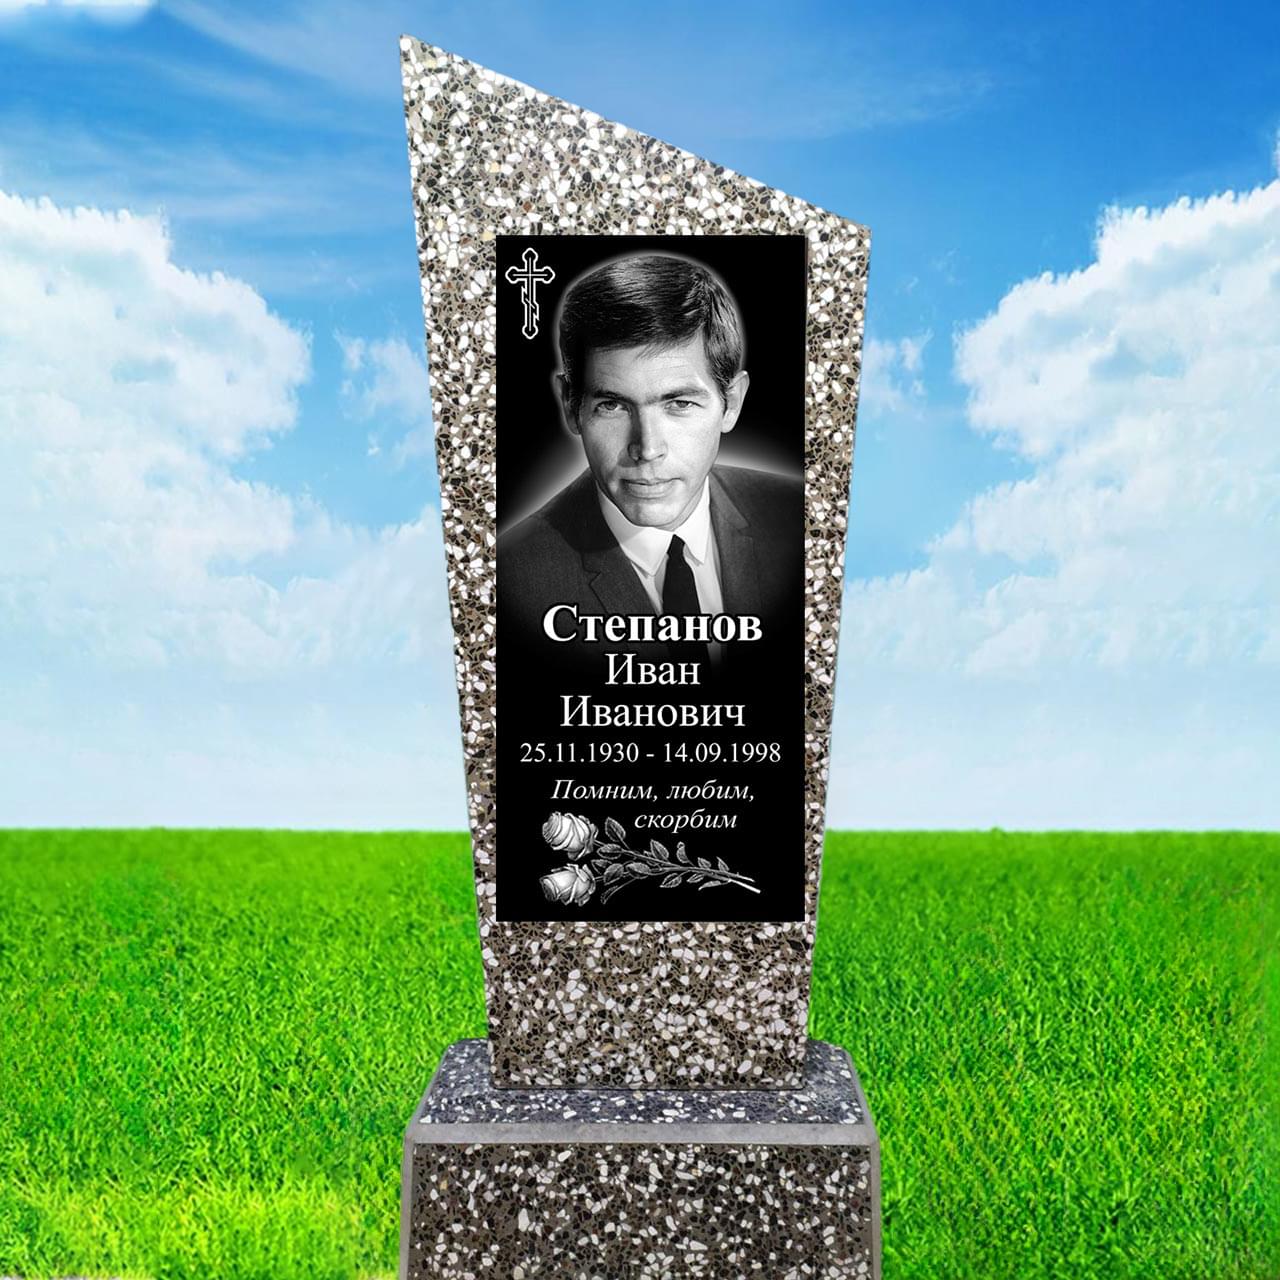 Степанов
Иван
Иванович
25.11.1930 - 14.09.1998
Помним, любим,
скорбим